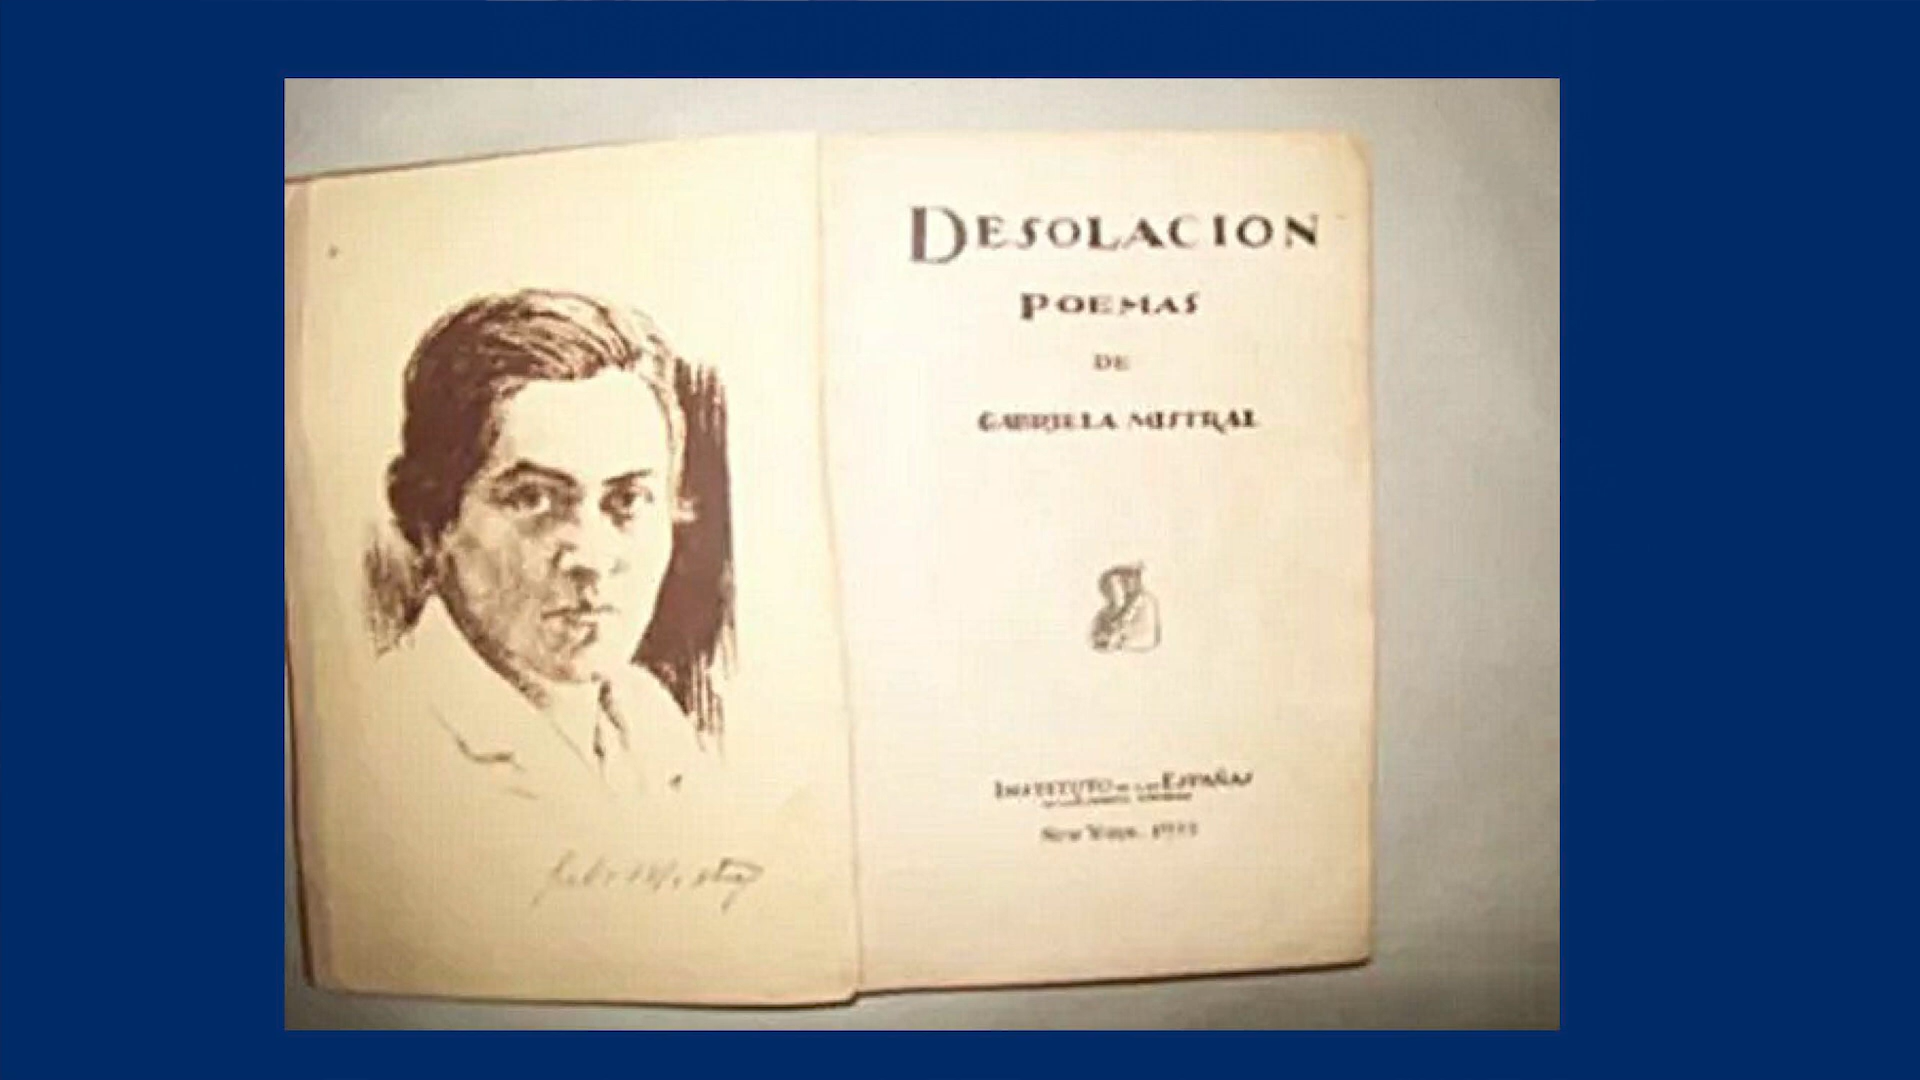 DESOLACION
POEMAS
DE
GABRIELA MISTRAL
INSTITUTO DE LAS ESPAÑAS
New York,